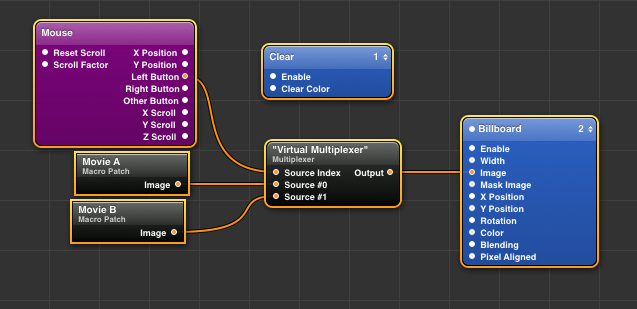 Mouse
Reset Scroll X Position
Scroll Factor Y Position
Left Button
Right Button
Other Button
X Scroll
Y Scroll
Z Scroll
Clear 1
Enable
Clear Color
Movie A
Macro Patch
Image
Movie B
Macro Patch
Image
"Virtual Multiplexer"
Multiplexer
Source Index Output
Source #0
Source #1
Billboard 2
Enable
Width
Image
Mask Image
X Position
Y Position
Rotation
Color
Blending
Pixel Aligned